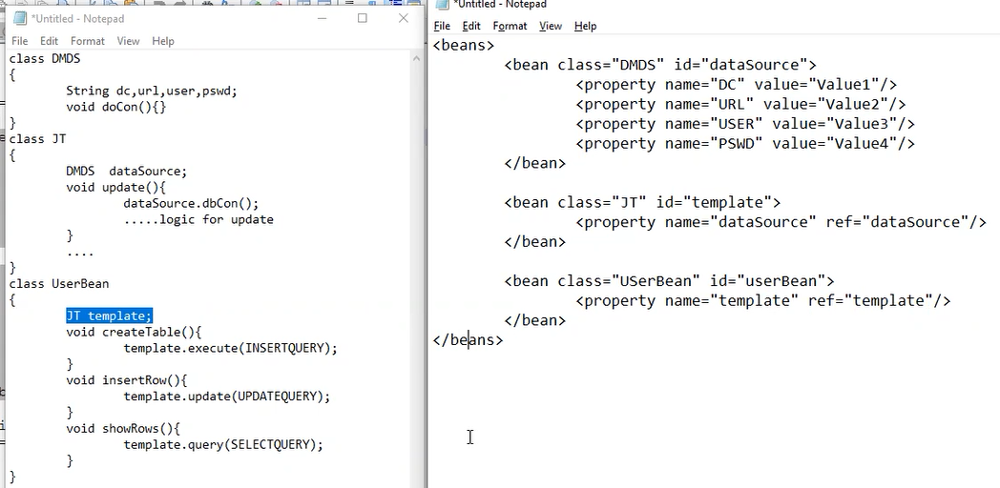 *Untitled - Notepad
File Edit Format View Help
class DMDS
{
String dc,url,user,pswd;
void doCon(){}
}
class JT
{
DMDS dataSource;
void update(){
dataSource.dbCon();
.....logic for update
}
....
}
class UserBean
{
JT template;
void createTable(){
template.execute(INSERTQUERY);
}
void insertRow(){
template.update(UPDATEQUERY);
}
void showRows(){
template.query(SELECTQUERY);
}
}
*Untitled - Notepad
File Edit Format View Help
<beans>
<bean class="DMDS" id="dataSource">
<property name="DC" value="Value1"/>
<property name="URL" value="Value2"/>
<property name="USER" value="Value3"/>
<property name="PSWD" value="Value4"/>
</bean>
<bean class="JT" id="template">
<property name="dataSource" ref="dataSource"/>
</bean>
<bean class="USerBean" id="userBean">
<property name="template" ref="template"/>
</bean>
</beans>